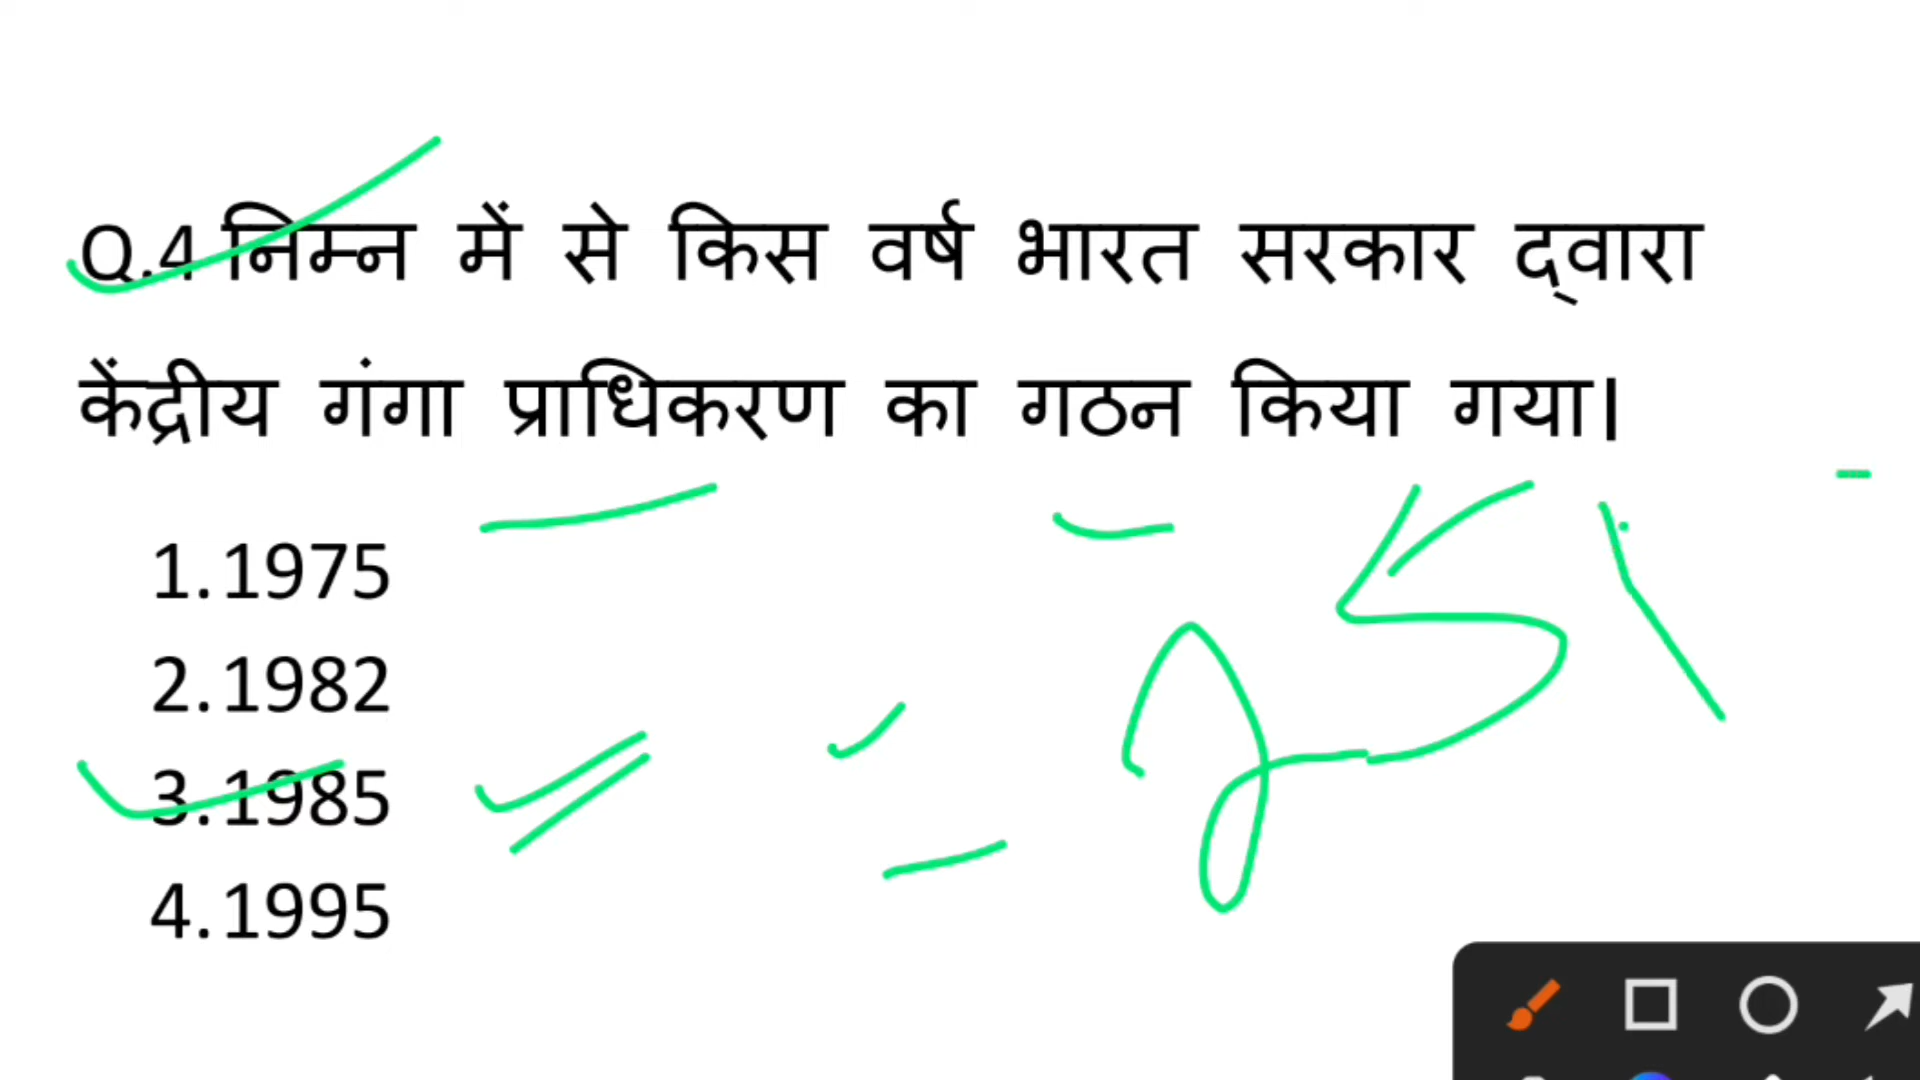 Q.4 निम्न में से किस वर्ष भारत सरकार द्वारा
केंद्रीय गंगा प्राधिकरण का गठन किया गया।
1.1975
2.1982
3.1985
4.1995